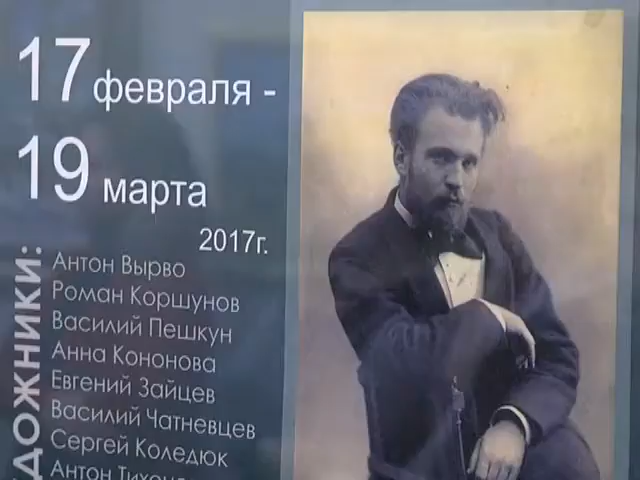 17 февраля -
19 марта
2017г.
Антон Вырво
Роман Коршунов
Василий Пешкун
Анна Кононова
Евгений Зайцев
Василий Чатневцев
Сергей Коледюк
Антон